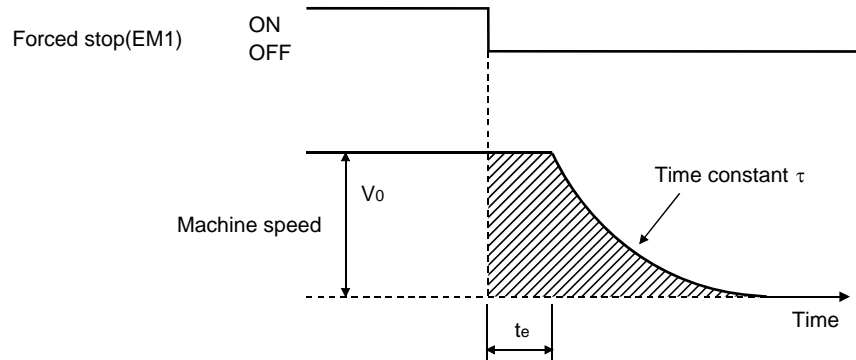 Forced stop(EM1)
ON
OFF
Machine speed
V0
Time constant τ
Time
te